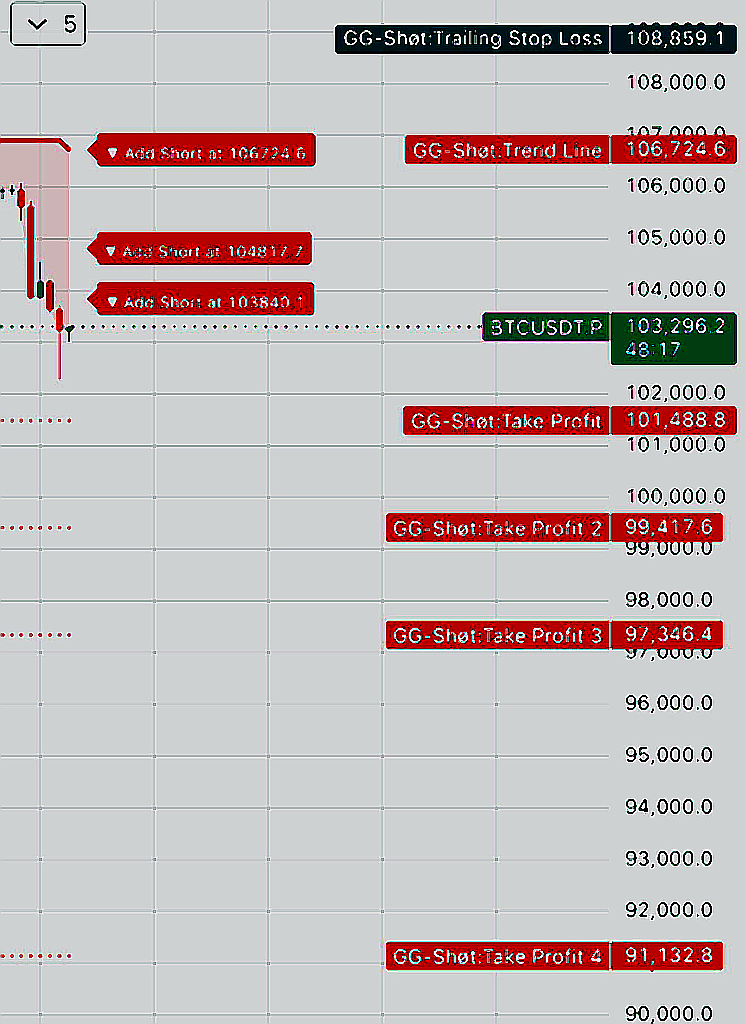 5
GG-Shøt:Trailing Stop Loss 108,859.1
108,000.0
107,000.0
▼ Add Short at 106724.6
GG-Shøt:Trend Line 106,724.6
106,000.0
105,000.0
▼ Add Short at 104817.7
104,000.0
▼ Add Short at 103840.1
BTCUSDT.P 103,296.2
48:17
102,000.0
GG-Shøt:Take Profit 101,488.8
101,000.0
100,000.0
GG-Shøt:Take Profit 2 99,417.6
99,000.0
98,000.0
GG-Shøt:Take Profit 3 97,346.4
97,000.0
96,000.0
95,000.0
94,000.0
93,000.0
92,000.0
GG-Shøt:Take Profit 4 91,132.8
90,000.0